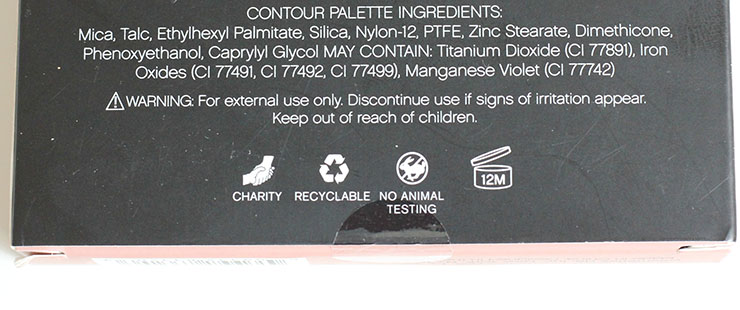 CONTOUR PALETTE INGREDIENTS:
Mica, Talc, Ethylhexyl Palmitate, Silica, Nylon-12, PTFE, Zinc Stearate, Dimethicone,
Phenoxyethanol, Caprylyl Glycol MAY CONTAIN: Titanium Dioxide (CI 77891), Iron
Oxides (CI 77491, CI 77492, CI 77499), Manganese Violet (CI 77742)
WARNING: For external use only. Discontinue use if signs of irritation appear.
Keep out of reach of children.
CHARITY RECYCLABLE NO ANIMAL TESTING 12M